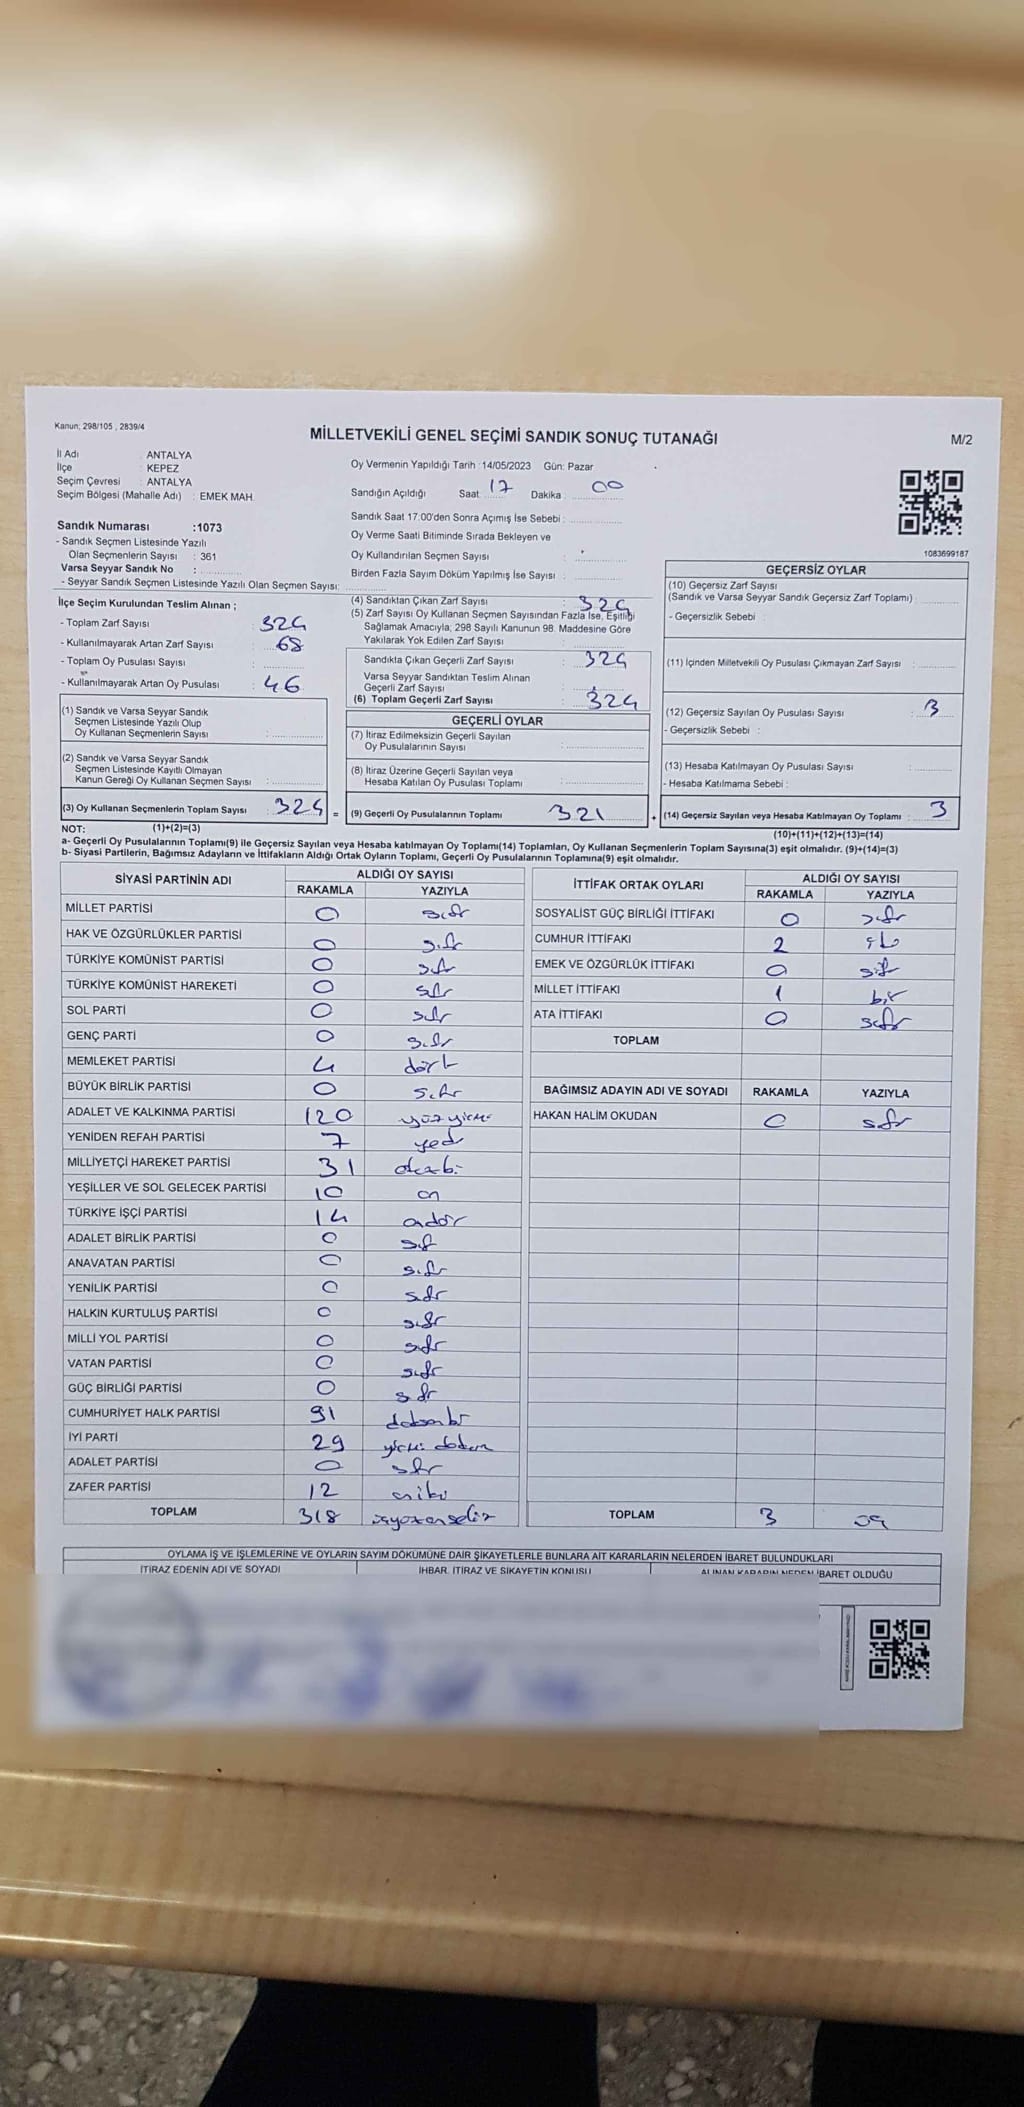 Kanun; 298/105 , 2839/4
MİLLETVEKİLİ GENEL SEÇİMİ SANDIK SONUÇ TUTANAĞI
M/2
İl Adı : ANTALYA
İlçe : KEPEZ
Seçim Çevresi : ANTALYA
Seçim Bölgesi (Mahalle Adı) : EMEK MAH.
Oy Vermenin Yapıldığı Tarih :14/05/2023 Gün: Pazar
Sandığın Açıldığı Saat 17 Dakika 00
Sandık Saat 17:00'den Sonra Açımış İse Sebebi :
Oy Verme Saati Bitiminde Sırada Bekleyen ve
Oy Kullandırılan Seçmen Sayısı :
Birden Fazla Sayım Döküm Yapılmış İse Sayısı :
1083699187
Sandık Numarası :1073
- Sandık Seçmen Listesinde Yazılı
Olan Seçmenlerin Sayısı : 361
Varsa Seyyar Sandık No :
- Seyyar Sandık Seçmen Listesinde Yazılı Olan Seçmen Sayısı:
İlçe Seçim Kurulundan Teslim Alınan ;
- Toplam Zarf Sayısı : 324
- Kullanılmayarak Artan Zarf Sayısı : 68
- Toplam Oy Pusulası Sayısı :
- Kullanılmayarak Artan Oy Pusulası : 46
(1) Sandık ve Varsa Seyyar Sandık
Seçmen Listesinde Yazılı Olup
Oy Kullanan Seçmenlerin Sayısı :
(2) Sandık ve Varsa Seyyar Sandık
Seçmen Listesinde Kayıtlı Olmayan
Kanun Gereği Oy Kullanan Seçmen Sayısı :
(3) Oy Kullanan Seçmenlerin Toplam Sayısı : 324 =
(4) Sandıktan Çıkan Zarf Sayısı : 324
(5) Zarf Sayısı Oy Kullanan Seçmen Sayısından Fazla İse, Eşitliği
Sağlamak Amacıyla; 298 Sayılı Kanunun 98. Maddesine Göre
Yakılarak Yok Edilen Zarf Sayısı :
Sandıkta Çıkan Geçerli Zarf Sayısı : 324
Varsa Seyyar Sandıktan Teslim Alınan
Geçerli Zarf Sayısı :
(6) Toplam Geçerli Zarf Sayısı : 324
GEÇERLİ OYLAR
(7) İtiraz Edilmeksizin Geçerli Sayılan
Oy Pusulalarının Sayısı :
(8) İtiraz Üzerine Geçerli Sayılan veya
Hesaba Katılan Oy Pusulası Toplamı :
(9) Geçerli Oy Pusulalarının Toplamı : 321 +
GEÇERSİZ OYLAR
(10) Geçersiz Zarf Sayısı
(Sandık ve Varsa Seyyar Sandık Geçersiz Zarf Toplamı) :
- Geçersizlik Sebebi :
(11) İçinden Milletvekili Oy Pusulası Çıkmayan Zarf Sayısı :
(12) Geçersiz Sayılan Oy Pusulası Sayısı : 3
- Geçersizlik Sebebi :
(13) Hesaba Katılmayan Oy Pusulası Sayısı :
- Hesaba Katılmama Sebebi :
(14) Geçersiz Sayılan veya Hesaba Katılmayan Oy Toplamı : 3
NOT: (1)+(2)=(3)
(10)+(11)+(12)+(13)=(14)
a- Geçerli Oy Pusulalarının Toplamı(9) ile Geçersiz Sayılan veya Hesaba katılmayan Oy Toplamı(14) Toplamları, Oy Kullanan Seçmenlerin Toplam Sayısına(3) eşit olmalıdır. (9)+(14)=(3)
b- Siyasi Partilerin, Bağımsız Adayların ve İttifakların Aldığı Ortak Oyların Toplamı, Geçerli Oy Pusulalarının Toplamına(9) eşit olmalıdır.
SİYASİ PARTİNİN ADI ALDIĞI OY SAYISI
RAKAMLA YAZIYLA
MİLLET PARTİSİ 0 sıfır
HAK VE ÖZGÜRLÜKLER PARTİSİ 0 sıfır
TÜRKİYE KOMÜNİST PARTİSİ 0 sıfır
TÜRKİYE KOMÜNİST HAREKETİ 0 sıfır
SOL PARTİ 0 sıfır
GENÇ PARTİ 0 sıfır
MEMLEKET PARTİSİ 4 dört
BÜYÜK BİRLİK PARTİSİ 0 sıfır
ADALET VE KALKINMA PARTİSİ 120 yüzyirmi
YENİDEN REFAH PARTİSİ 7 yedi
MİLLİYETÇİ HAREKET PARTİSİ 31 otuzbir
YEŞİLLER VE SOL GELECEK PARTİSİ 10 on
TÜRKİYE İŞÇİ PARTİSİ 14 ondört
ADALET BİRLİK PARTİSİ 0 sıfır
ANAVATAN PARTİSİ 0 sıfır
YENİLİK PARTİSİ 0 sıfır
HALKIN KURTULUŞ PARTİSİ 0 sıfır
MİLLİ YOL PARTİSİ 0 sıfır
VATAN PARTİSİ 0 sıfır
GÜÇ BİRLİĞİ PARTİSİ 0 sıfır
CUMHURİYET HALK PARTİSİ 91 doksanbir
İYİ PARTİ 29 yirmi dokuz
ADALET PARTİSİ 0 sıfır
ZAFER PARTİSİ 12 oniki
TOPLAM 318 üçyüzonsekiz
İTTİFAK ORTAK OYLARI ALDIĞI OY SAYISI
RAKAMLA YAZIYLA
SOSYALİST GÜÇ BİRLİĞİ İTTİFAKI 0 sıfır
CUMHUR İTTİFAKI 2 iki
EMEK VE ÖZGÜRLÜK İTTİFAKI 0 sıfır
MİLLET İTTİFAKI 1 bir
ATA İTTİFAKI 0 sıfır
TOPLAM
BAĞIMSIZ ADAYIN ADI VE SOYADI RAKAMLA YAZIYLA
HAKAN HALİM OKUDAN 0 sıfır
TOPLAM 3 üç
OYLAMA İŞ VE İŞLEMLERİNE VE OYLARIN SAYIM DÖKÜMÜNE DAİR ŞİKAYETLERLE BUNLARA AİT KARARLARIN NELERDEN İBARET BULUNDUKLARI
İTİRAZ EDENİN ADI VE SOYADI İHBAR, İTİRAZ VE ŞİKAYETİN KONUSU ALINAN KARARIN NEDEN İBARET OLDUĞU